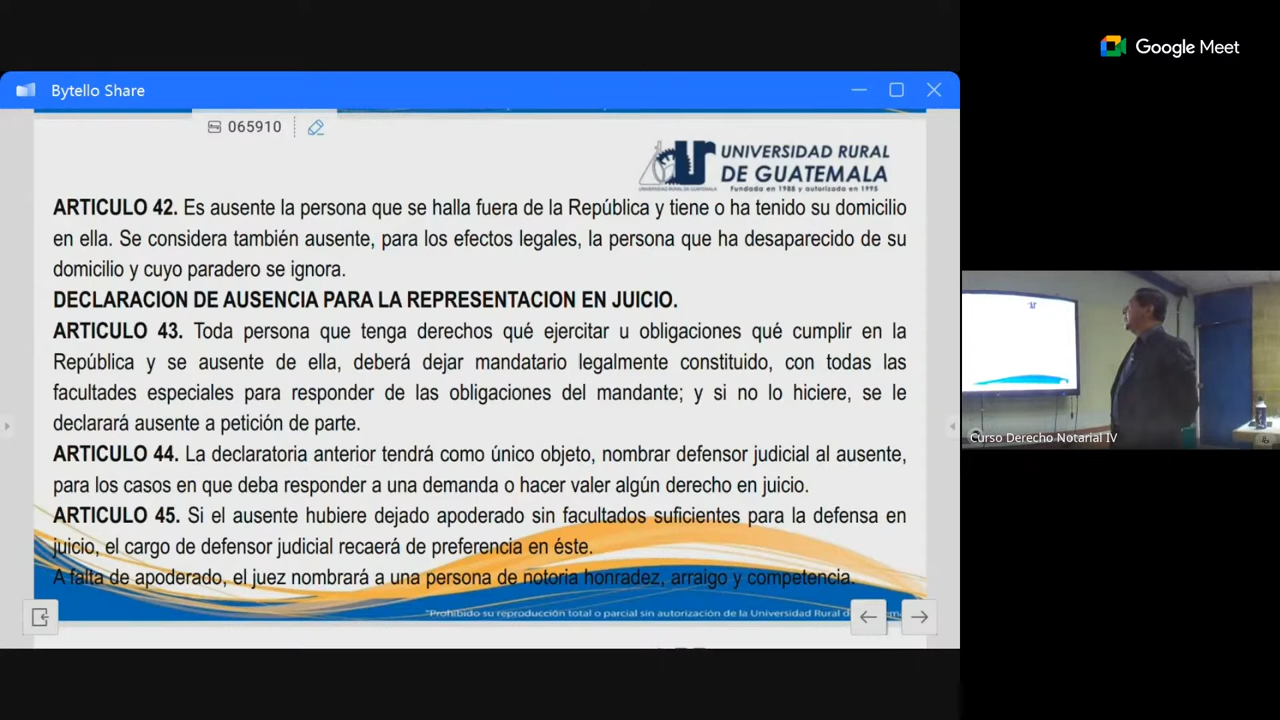 Google Meet
Bytello Share
065910
UNIVERSIDAD RURAL
DE GUATEMALA
Fundada en 1988 y autorizada en 1995
ARTICULO 42. Es ausente la persona que se halla fuera de la República y tiene o ha tenido su domicilio
en ella. Se considera también ausente, para los efectos legales, la persona que ha desaparecido de su
domicilio y cuyo paradero se ignora.
DECLARACION DE AUSENCIA PARA LA REPRESENTACION EN JUICIO.
ARTICULO 43. Toda persona que tenga derechos qué ejercitar u obligaciones qué cumplir en la
República y se ausente de ella, deberá dejar mandatario legalmente constituido, con todas las
facultades especiales para responder de las obligaciones del mandante; y si no lo hiciere, se le
declarará ausente a petición de parte.
ARTICULO 44. La declaratoria anterior tendrá como único objeto, nombrar defensor judicial al ausente,
para los casos en que deba responder a una demanda o hacer valer algún derecho en juicio.
ARTICULO 45. Si el ausente hubiere dejado apoderado sin facultados suficientes para la defensa en
juicio, el cargo de defensor judicial recaerá de preferencia en éste.
A falta de apoderado, el juez nombrará a una persona de notoria honradez, arraigo y competencia.
"Prohibido su reproducción total o parcial sin autorización de la Universidad Rural
Curso Derecho Notarial IV